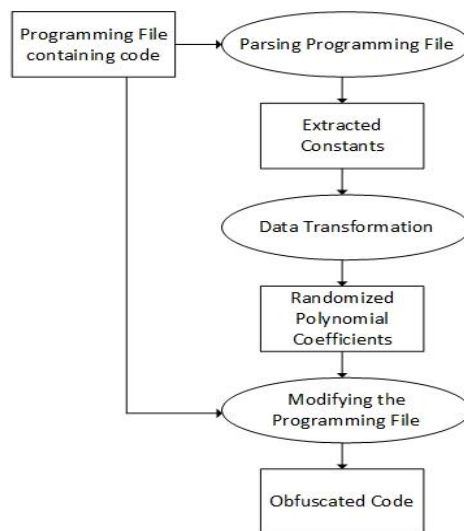 Programming File
containing code
Parsing Programming File
Extracted
Constants
Data Transformation
Randomized
Polynomial
Coefficients
Modifying the
Programming File
Obfuscated Code